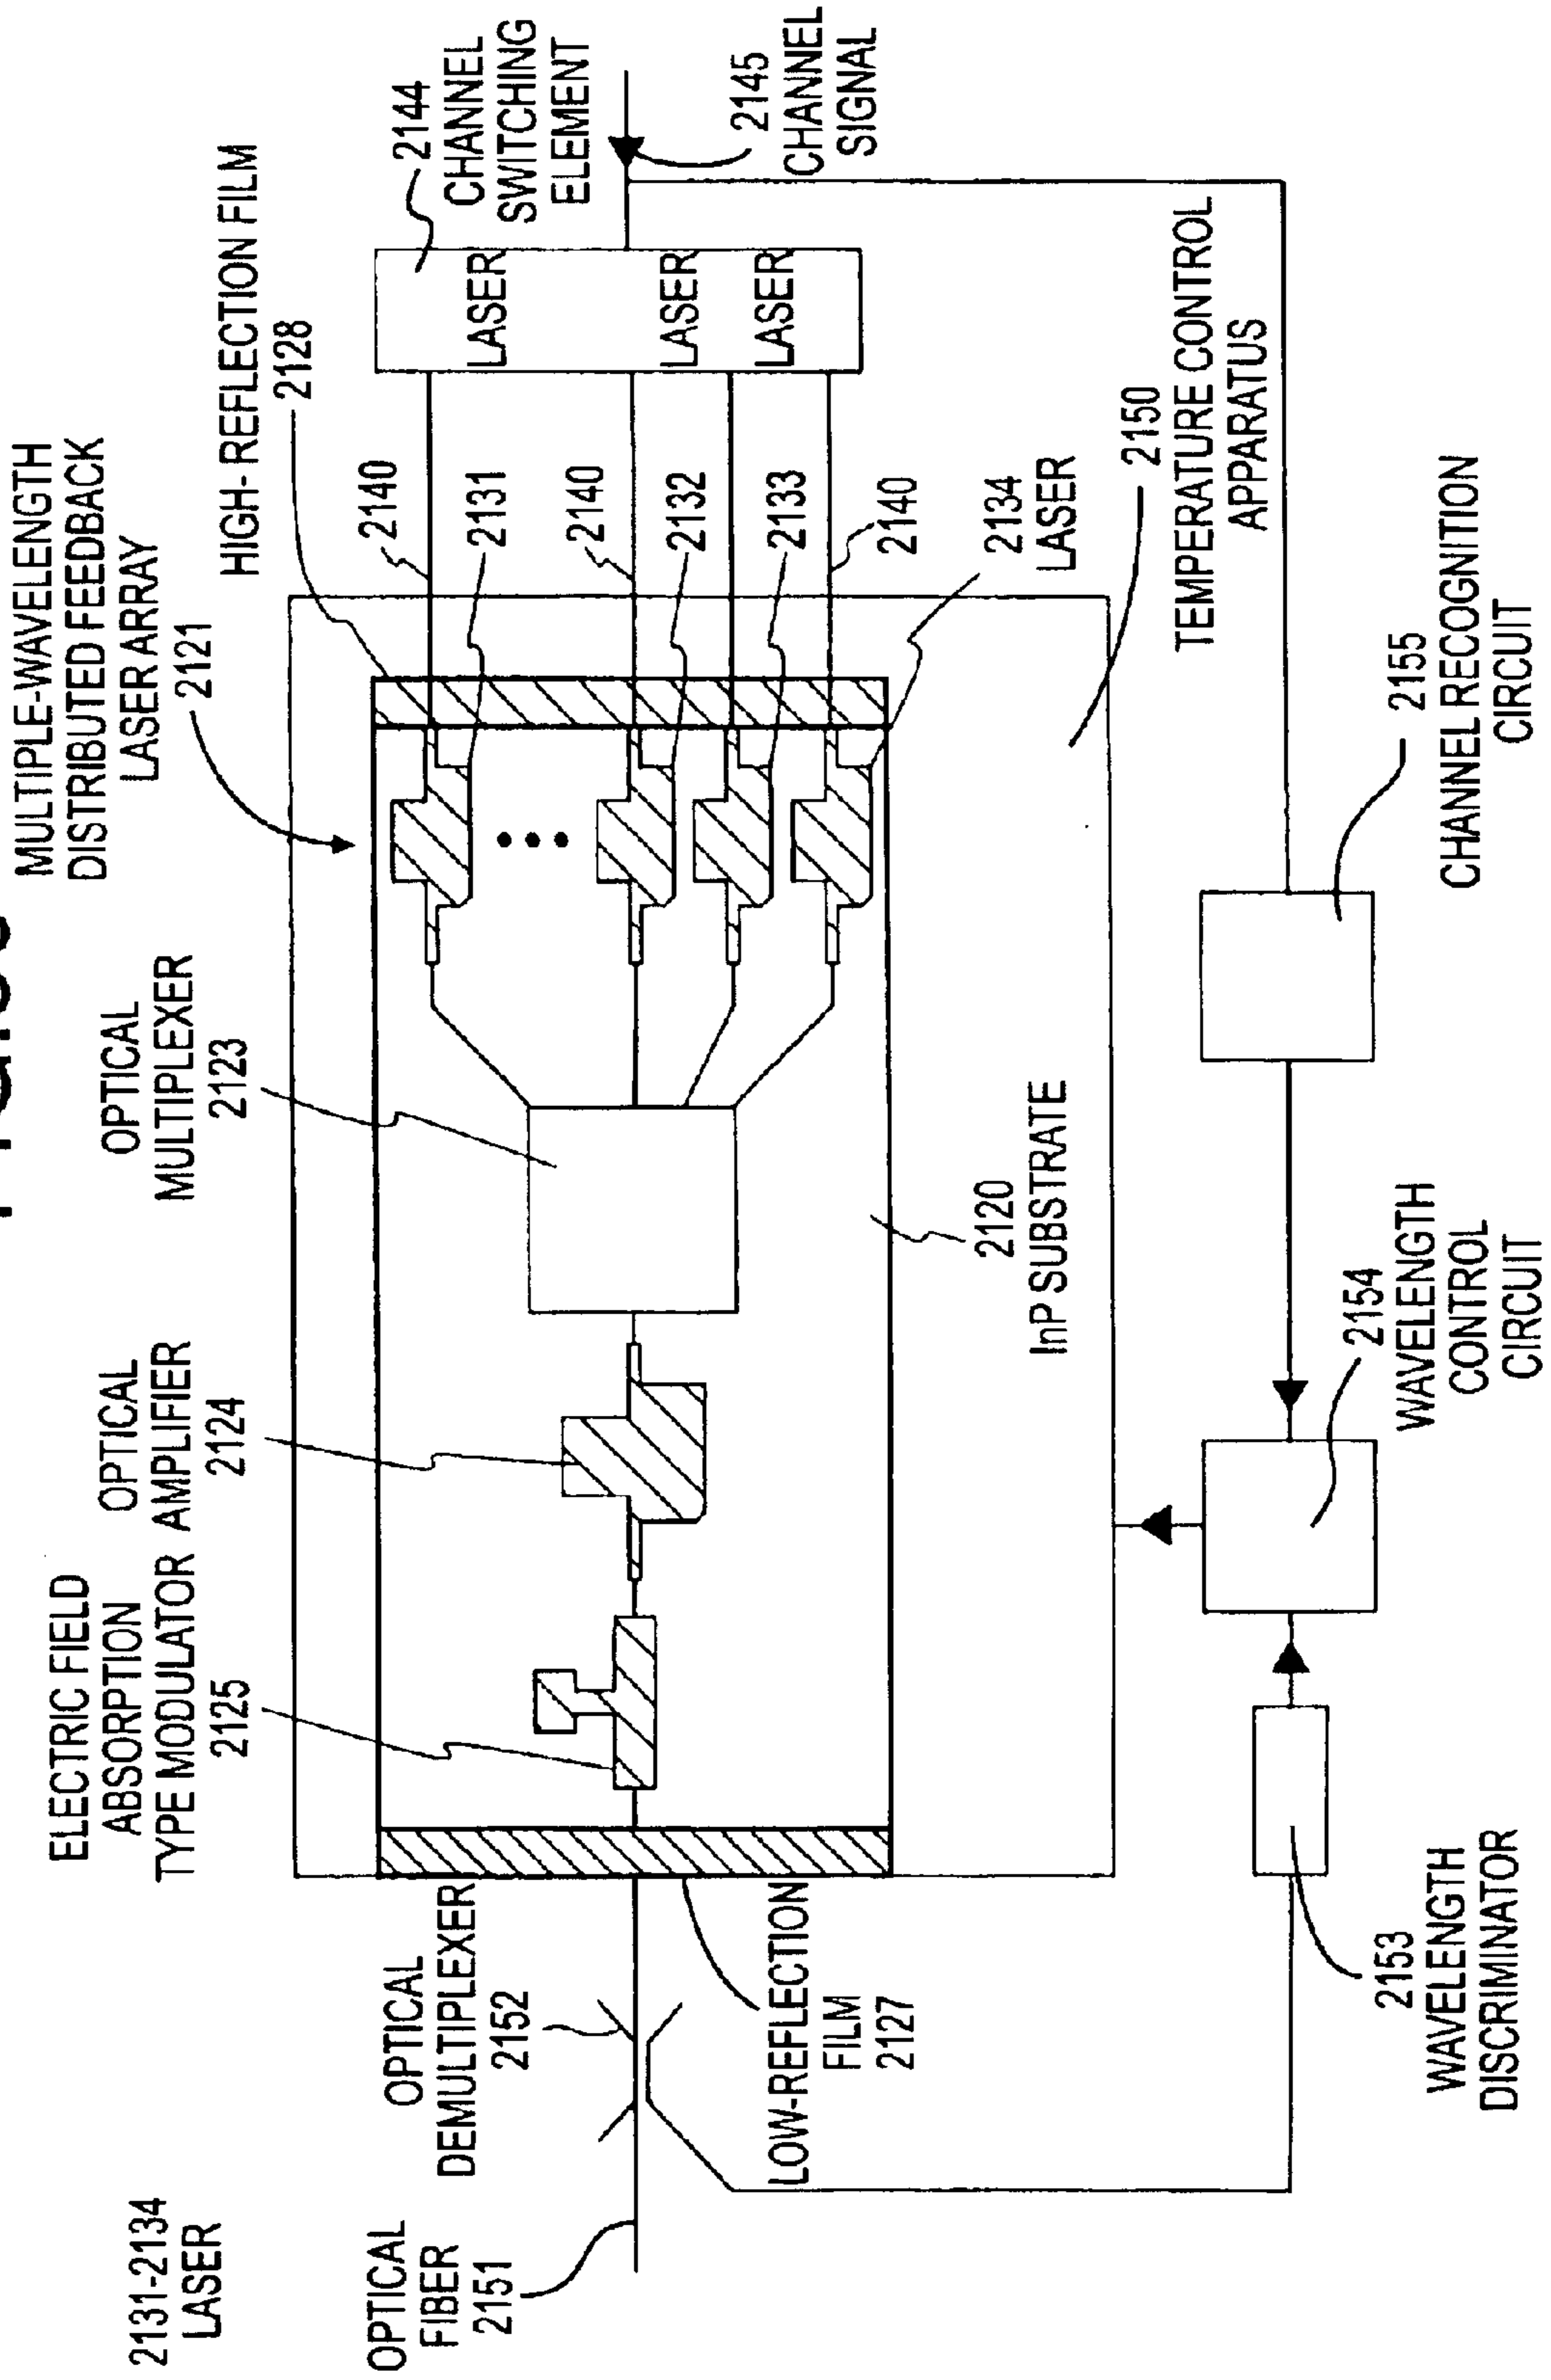 MULTIPLE-WAVELENGTH
DISTRIBUTED FEEDBACK
LASER ARRAY
2121
OPTICAL
MULTIPLEXER
2123
OPTICAL
AMPLIFIER
2124
ELECTRIC FIELD
ABSORPTION
TYPE MODULATOR
2125
2131-2134
LASER
HIGH- REFLECTION FILM
2128
2144
CHANNEL
SWITCHING
ELEMENT
LASER
LASER
LASER
2145
CHANNEL
SIGNAL
2140
2131
2140
2132
2133
2140
2134
LASER
2150
TEMPERATURE CONTROL
APPARATUS
2120
InP SUBSTRATE
OPTICAL
DEMULTIPLEXER
2152
OPTICAL
FIBER
2151
LOW-REFLECTION
FILM
2127
2153
WAVELENGTH
DISCRIMINATOR
2154
WAVELENGTH
CONTROL
CIRCUIT
2155
CHANNEL RECOGNITION
CIRCUIT